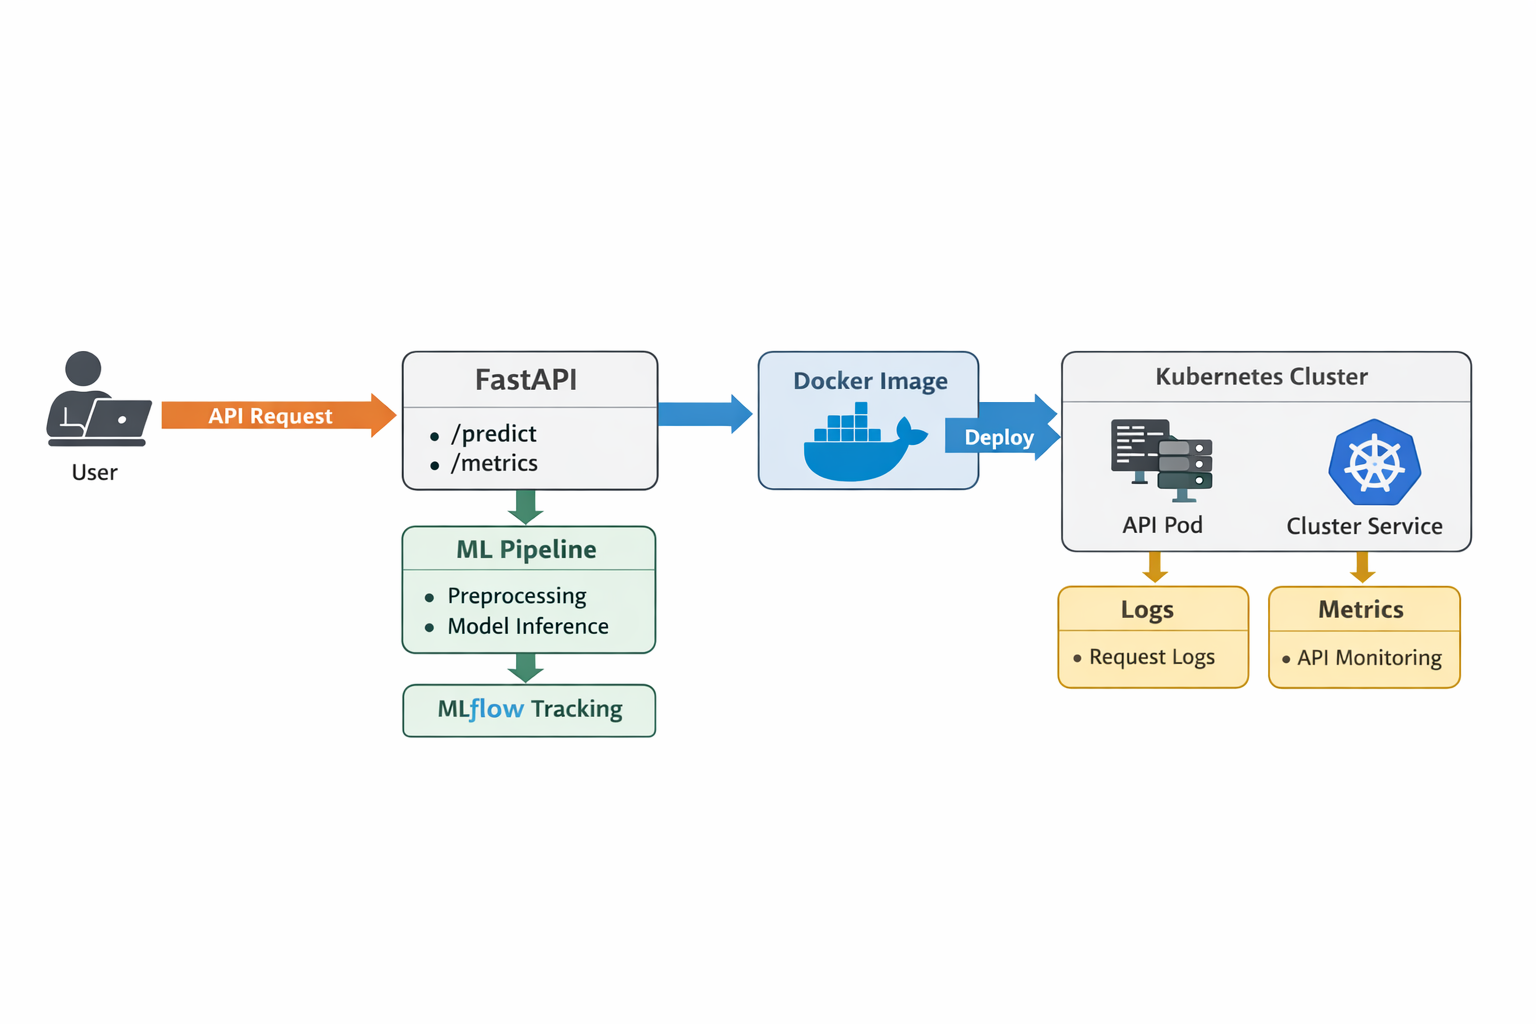 User
API Request
FastAPI
• /predict
• /metrics
ML Pipeline
• Preprocessing
• Model Inference
MLflow Tracking
Docker Image
Deploy
Kubernetes Cluster
API Pod
Cluster Service
Logs
• Request Logs
Metrics
• API Monitoring